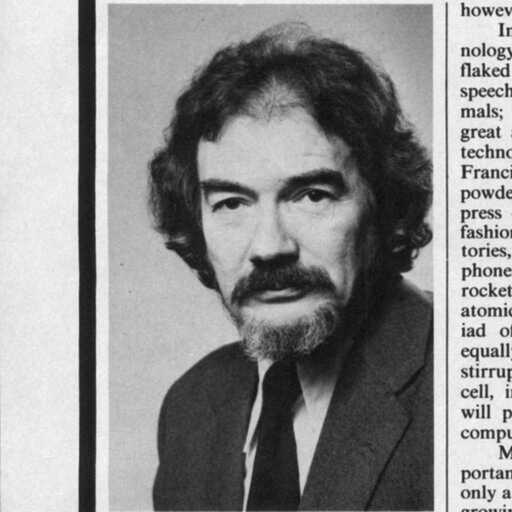 howev
In
nology
flaked
speech
mals;
great a
techno
Franci
powde
press
fashion
tories,
phone
rocket
atomic
iad of
equally
stirrup
cell, in
will p
compu
M
portan
only a
growin